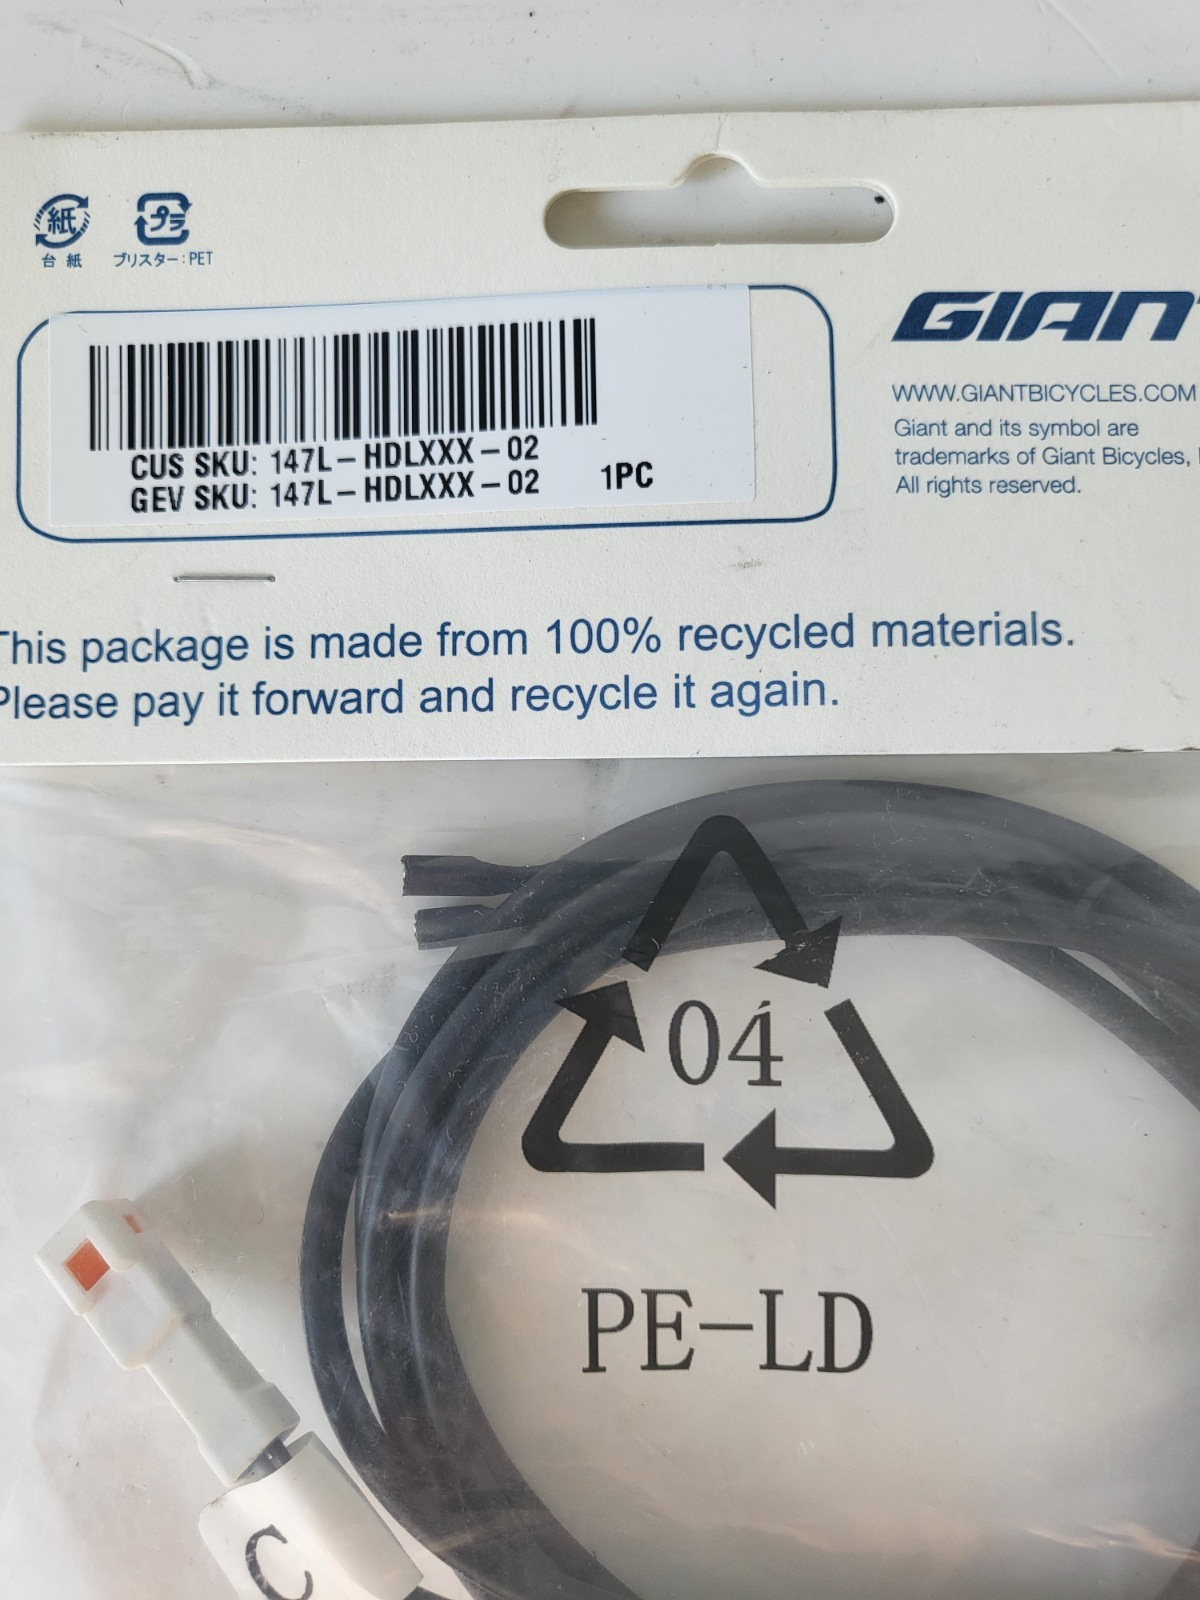 紙
プラ
台紙
ブリスター:PET
CUS SKU: 147L-HDLXXX-02
GEV SKU: 147L-HDLXXX-02
1PC
GIANT
WWW.GIANTBICYCLES.COM
Giant and its symbol are
trademarks of Giant Bicycles,
All rights reserved.
This package is made from 100% recycled materials.
Please pay it forward and recycle it again.
04
PE-LD
C